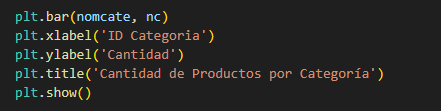 plt.bar(nomcate, nc)
plt.xlabel('ID Categoria')
plt.ylabel('Cantidad')
plt.title('Cantidad de Productos por Categoría')
plt.show()